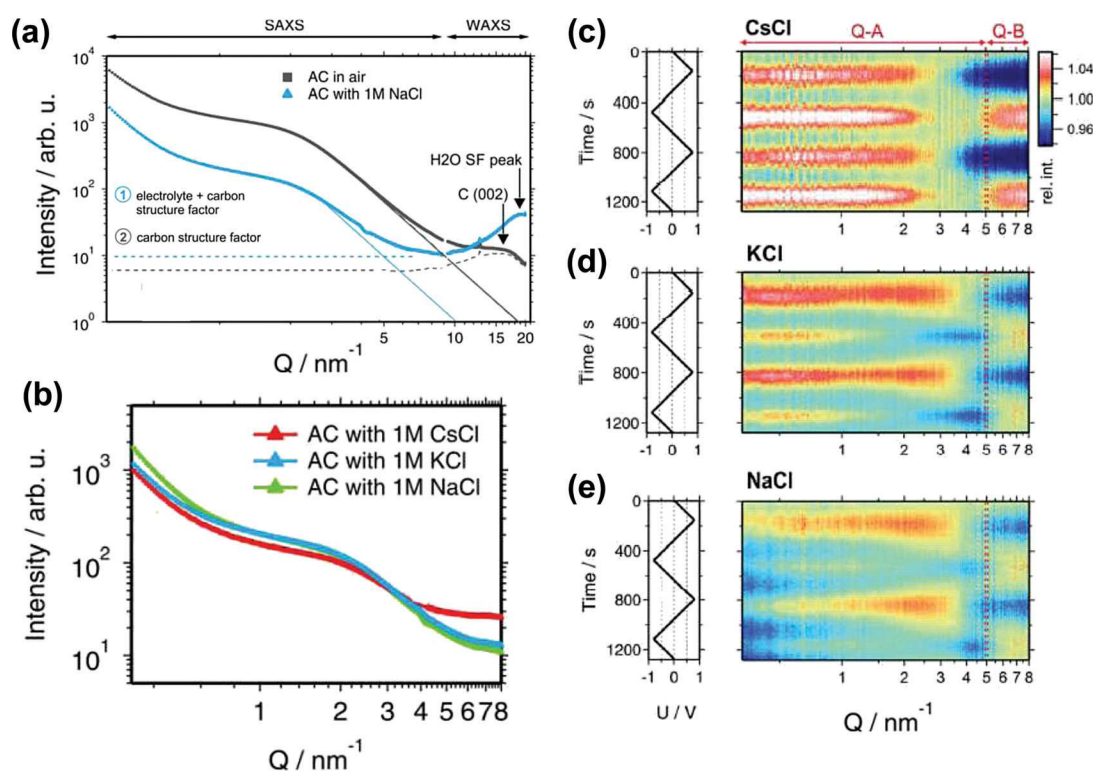 (a)
SAXS
WAXS
10⁴
10³
10²
10¹
10⁰
Intensity / arb. u.
AC in air
AC with 1M NaCl
H2O SF peak
C (002)
1 electrolyte + carbon
structure factor
2 carbon structure factor
5 10 15 20
Q / nm⁻¹
(b)
10³
10²
10¹
Intensity / arb. u.
AC with 1M CsCl
AC with 1M KCl
AC with 1M NaCl
1 2 3 4 5 6 7 8
Q / nm⁻¹
(c)
CsCl
Q-A
Q-B
0
400
800
1200
Time / s
-1 0 1
1 2 3 4 5 6 7 8
1.04
1.00
0.96
rel. int.
(d)
KCl
0
400
800
1200
Time / s
-1 0 1
1 2 3 4 5 6 7 8
(e)
NaCl
0
400
800
1200
Time / s
-1 0 1
U / V
1 2 3 4 5 6 7 8
Q / nm⁻¹